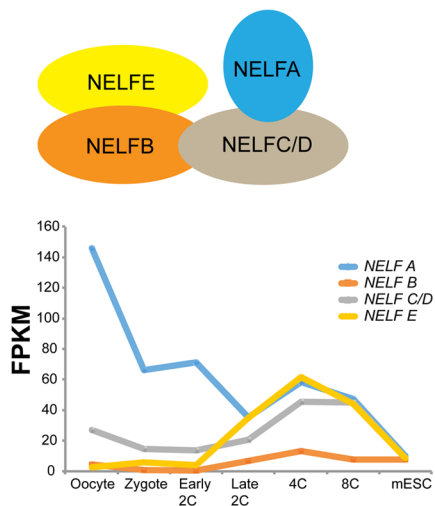 NELFE
NELFA
NELFB
NELFC/D
160
140
120
100
80
60
40
20
0
FPKM
NELF A
NELF B
NELF C/D
NELF E
Oocyte Zygote Early Late 4C 8C mESC
2C 2C